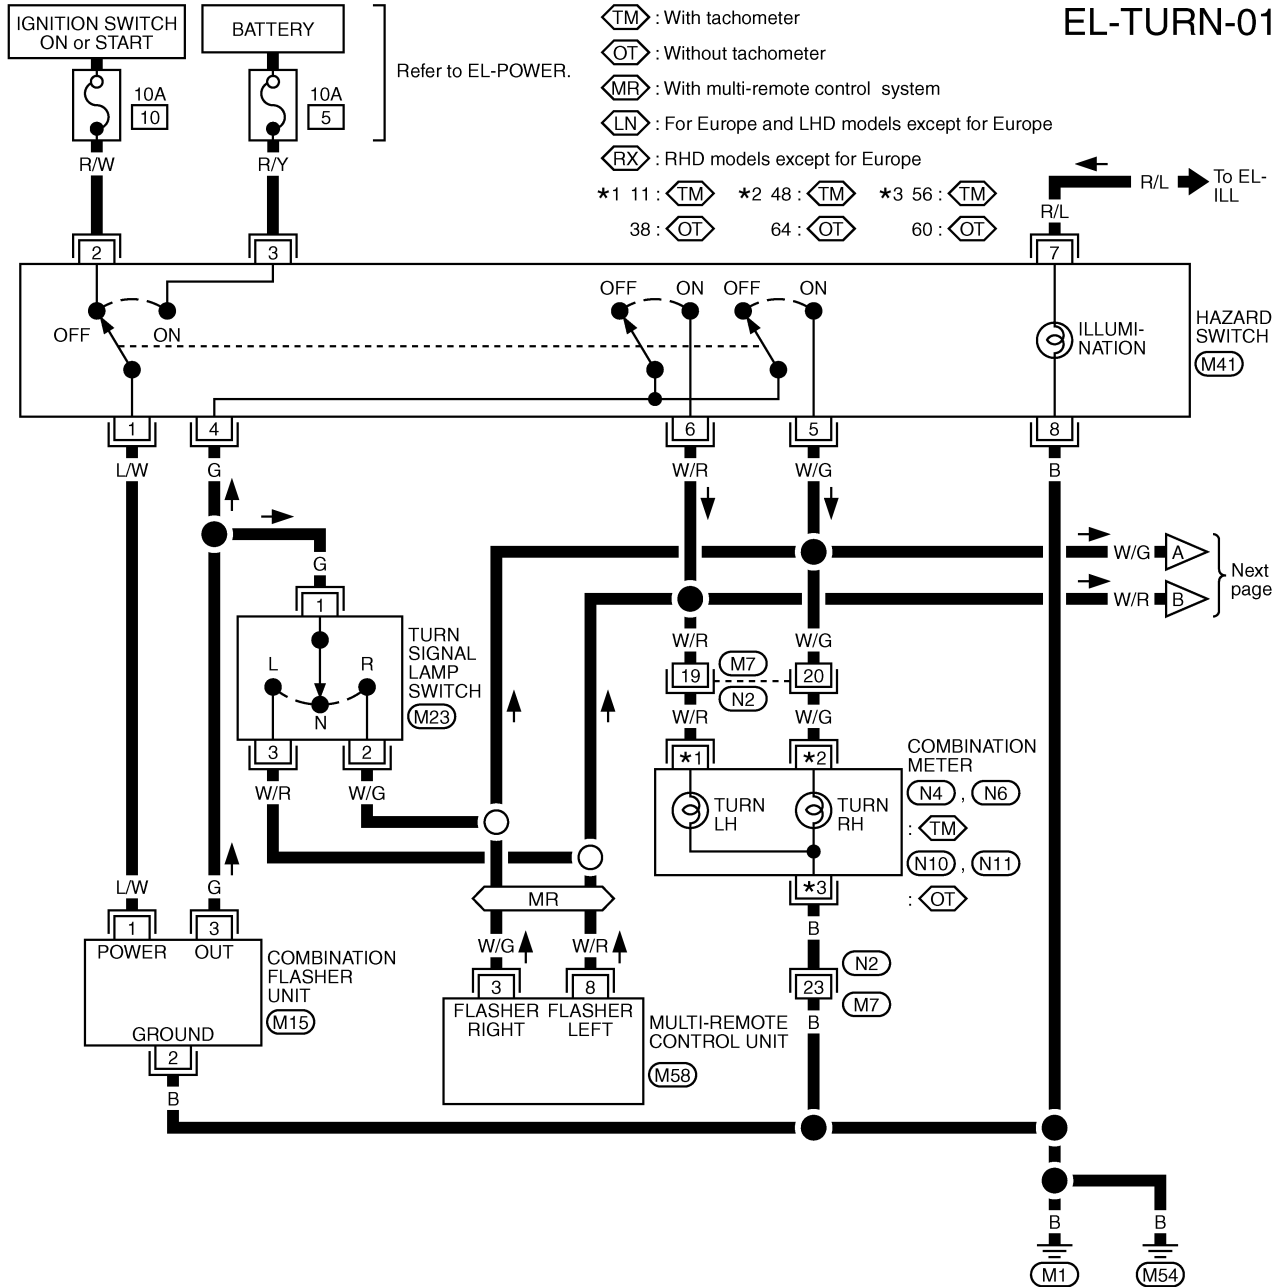 EL-TURN-01
IGNITION SWITCH
ON or START
BATTERY
10A
10
10A
5
Refer to EL-POWER.
R/W
R/Y
TM : With tachometer
OT : Without tachometer
MR : With multi-remote control system
LN : For Europe and LHD models except for Europe
RX : RHD models except for Europe
*1 11 : TM *2 48 : TM *3 56 : TM
38 : OT 64 : OT 60 : OT
R/L
To EL-
ILL
R/L
2
3
7
OFF
ON
OFF
ON
OFF
ON
ILLUMI-
NATION
HAZARD
SWITCH
M41
1
4
6
5
8
L/W
G
W/R
W/G
B
G
W/G
A
W/R
B
Next
page
1
L
R
N
TURN
SIGNAL
LAMP
SWITCH
M23
3
2
W/R
W/G
W/R
W/G
19
M7
20
N2
W/R
W/G
*1
*2
TURN
LH
TURN
RH
*3
COMBINATION
METER
N4 , N6
: TM
N10 , N11
: OT
L/W
G
1
3
POWER
OUT
GROUND
2
COMBINATION
FLASHER
UNIT
M15
MR
W/G
W/R
3
8
FLASHER
RIGHT
FLASHER
LEFT
MULTI-REMOTE
CONTROL UNIT
M58
B
23
N2
M7
B
B
B
B
M1
M54